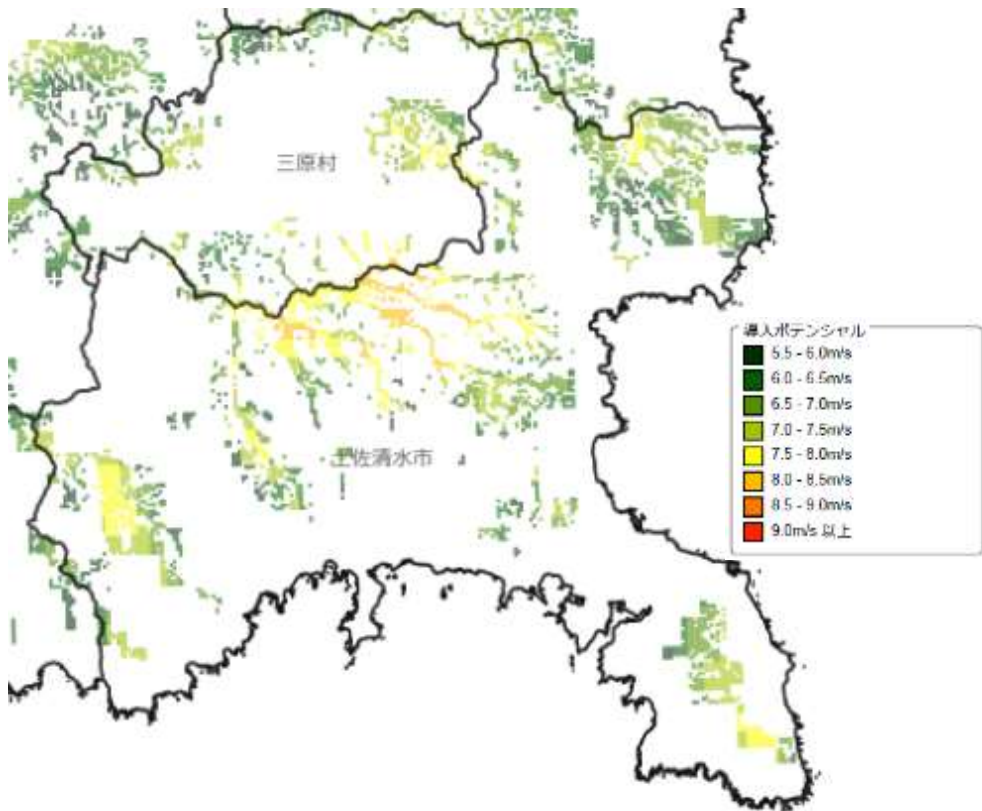 三原村
土佐清水市
導入ポテンシャル
5.5 - 6.0m/s
6.0 - 6.5m/s
6.5 - 7.0m/s
7.0 - 7.5m/s
7.5 - 8.0m/s
8.0 - 8.5m/s
8.5 - 9.0m/s
9.0m/s 以上